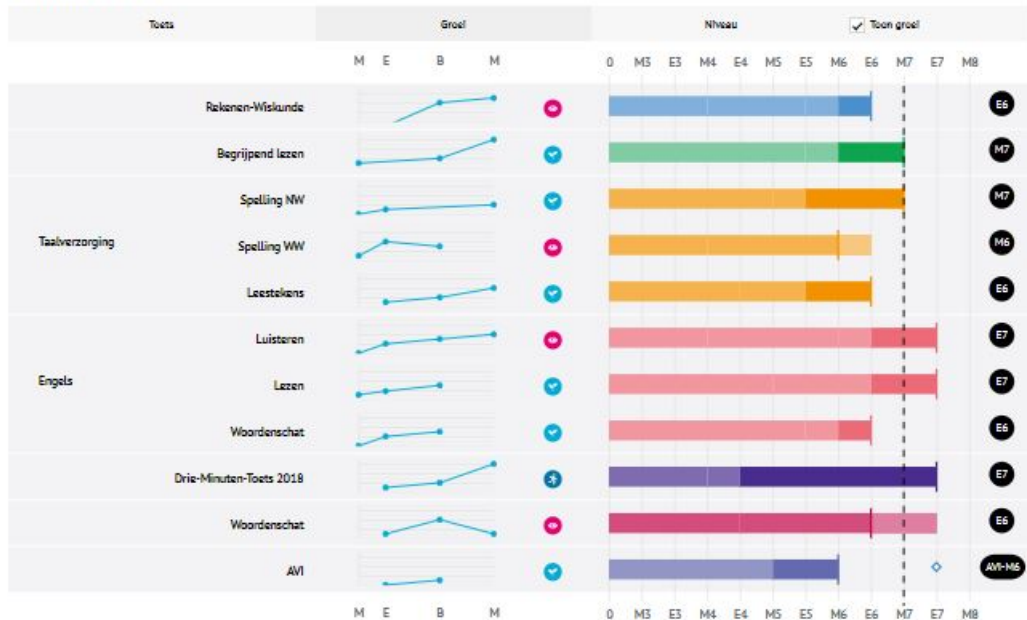 Toets Groei Niveau Toon groei
M E B M 0 M3 E3 M4 E4 M5 E5 M6 E6 M7 E7 M8
Rekenen-Wiskunde E6
Begrijpend lezen M7
Spelling NW M7
Taalverzorging Spelling WW M6
Leestekens E6
Luisteren E7
Engels Lezen E7
Woordenschat E6
Drie-Minuten-Toets 2018 E7
Woordenschat E6
AVI AVI-M6
M E B M 0 M3 E3 M4 E4 M5 E5 M6 E6 M7 E7 M8